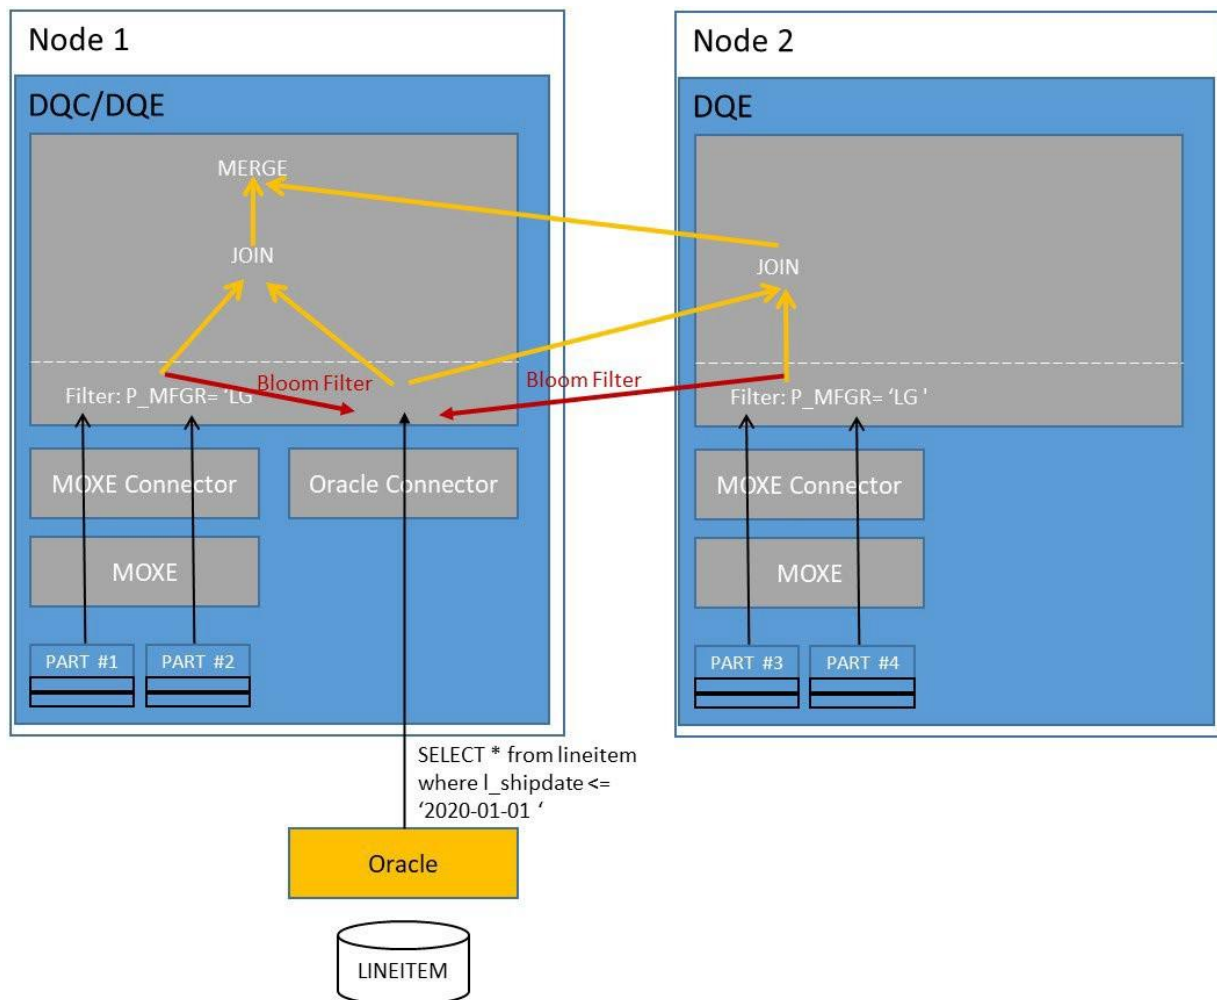 Node 1
DQC/DQE
MERGE
JOIN
Bloom Filter
Filter: P_MFGR= 'LG
MOXE Connector
Oracle Connector
MOXE
PART #1
PART #2
Node 2
DQE
JOIN
Bloom Filter
Filter: P_MFGR= ‘LG '
MOXE Connector
MOXE
PART #3
PART #4
SELECT * from lineitem
where l_shipdate <=
‘2020-01-01 ‘
Oracle
LINEITEM